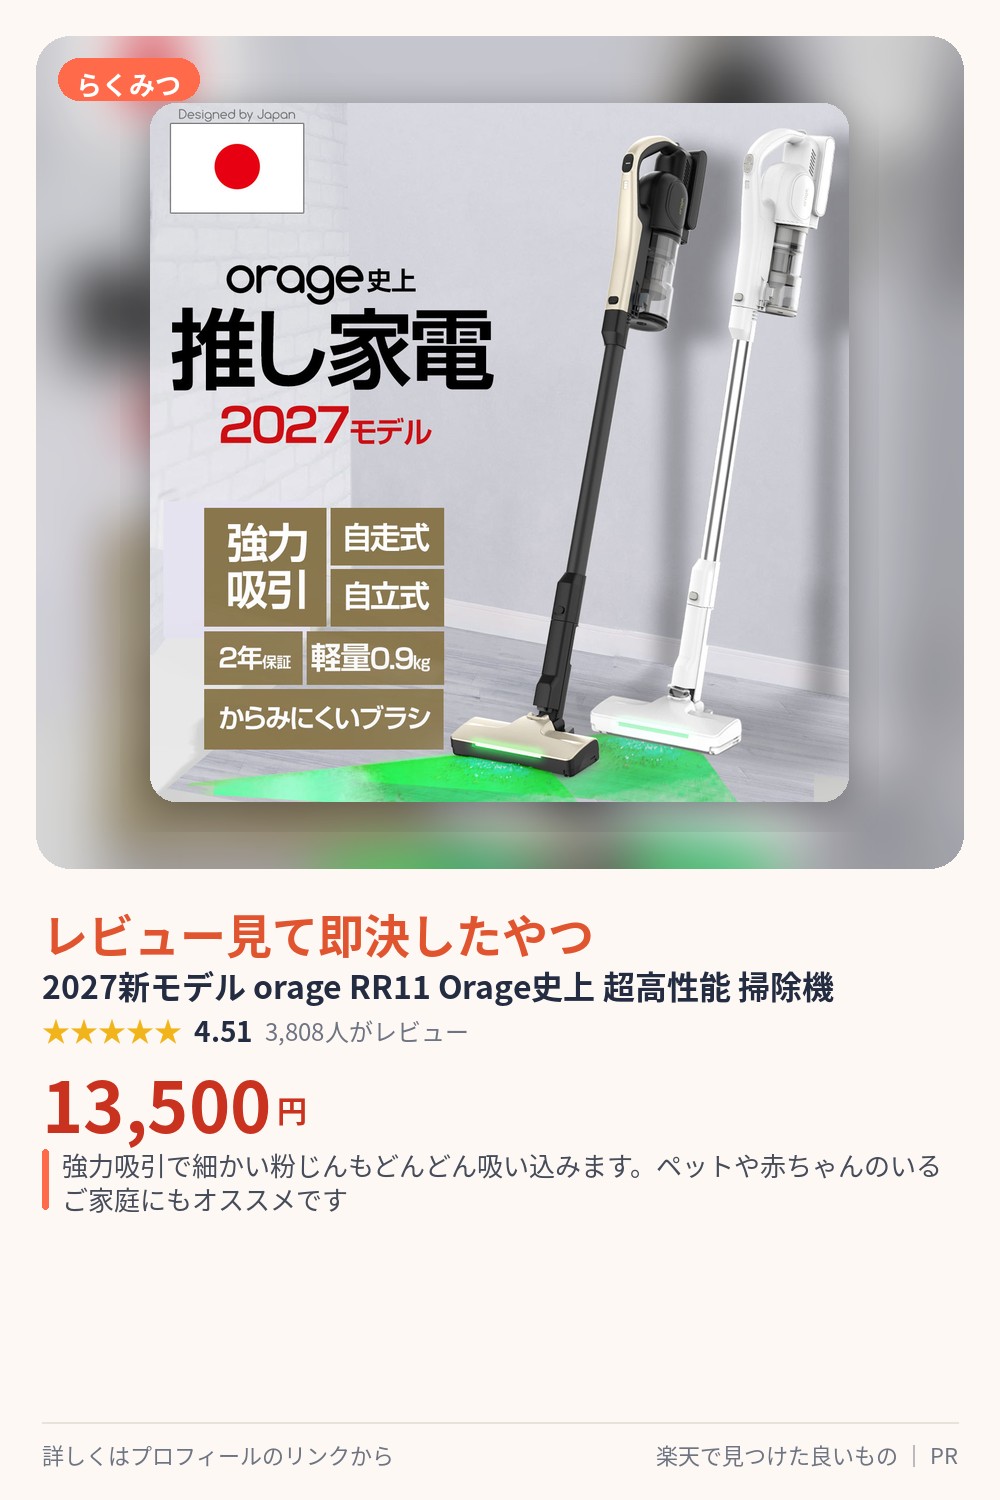 らくみつ
Designed by Japan
orage史上
推し家電
2027モデル
強力
吸引
自走式
自立式
2年保証
軽量0.9kg
からみにくいブラシ
レビュー見て即決したやつ
2027新モデル orage RR11 Orage史上 超高性能 掃除機
★★★★★ 4.51 3,808人がレビュー
13,500円
強力吸引で細かい粉じんもどんどん吸い込みます。ペットや赤ちゃんのいる
ご家庭にもオススメです
詳しくはプロフィールのリンクから
楽天で見つけた良いもの | PR